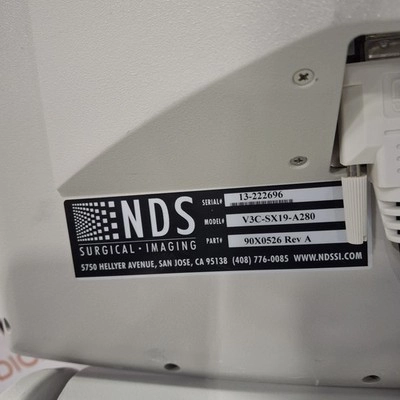 NDS
SURGICAL · IMAGING
SERIAL# 13-222696
MODEL# V3C-SX19-A280
PART# 90X0526 Rev A
5750 HELLYER AVENUE, SAN JOSE, CA 95138 (408) 776-0085 WWW.NDSSI.COM